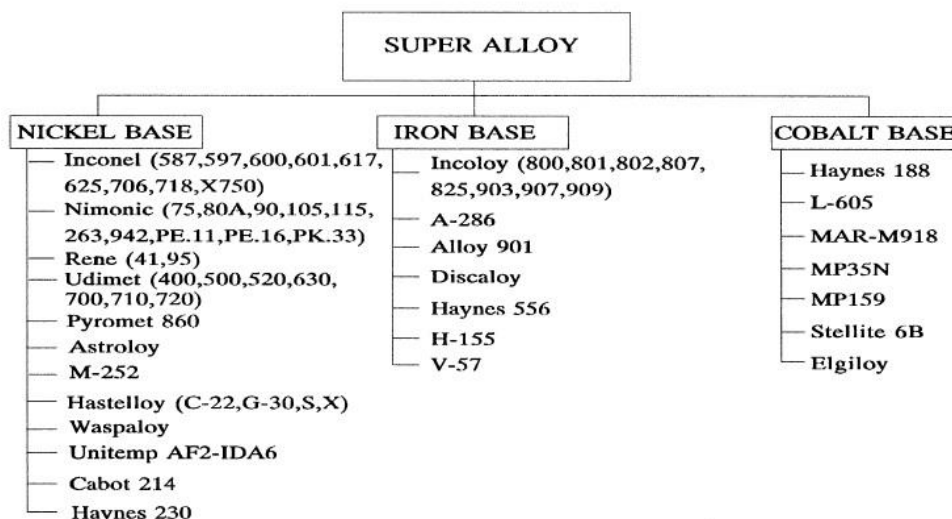 SUPER ALLOY
NICKEL BASE
Inconel (587,597,600,601,617,
625,706,718,X750)
Nimonic (75,80A,90,105,115,
263,942,PE.11,PE.16,PK.33)
Rene (41,95)
Udimet (400,500,520,630,
700,710,720)
Pyromet 860
Astroloy
M-252
Hastelloy (C-22,G-30,S,X)
Waspaloy
Unitemp AF2-IDA6
Cabot 214
Haynes 230
IRON BASE
Incoloy (800,801,802,807,
825,903,907,909)
A-286
Alloy 901
Discaloy
Haynes 556
H-155
V-57
COBALT BASE
Haynes 188
L-605
MAR-M918
MP35N
MP159
Stellite 6B
Elgiloy